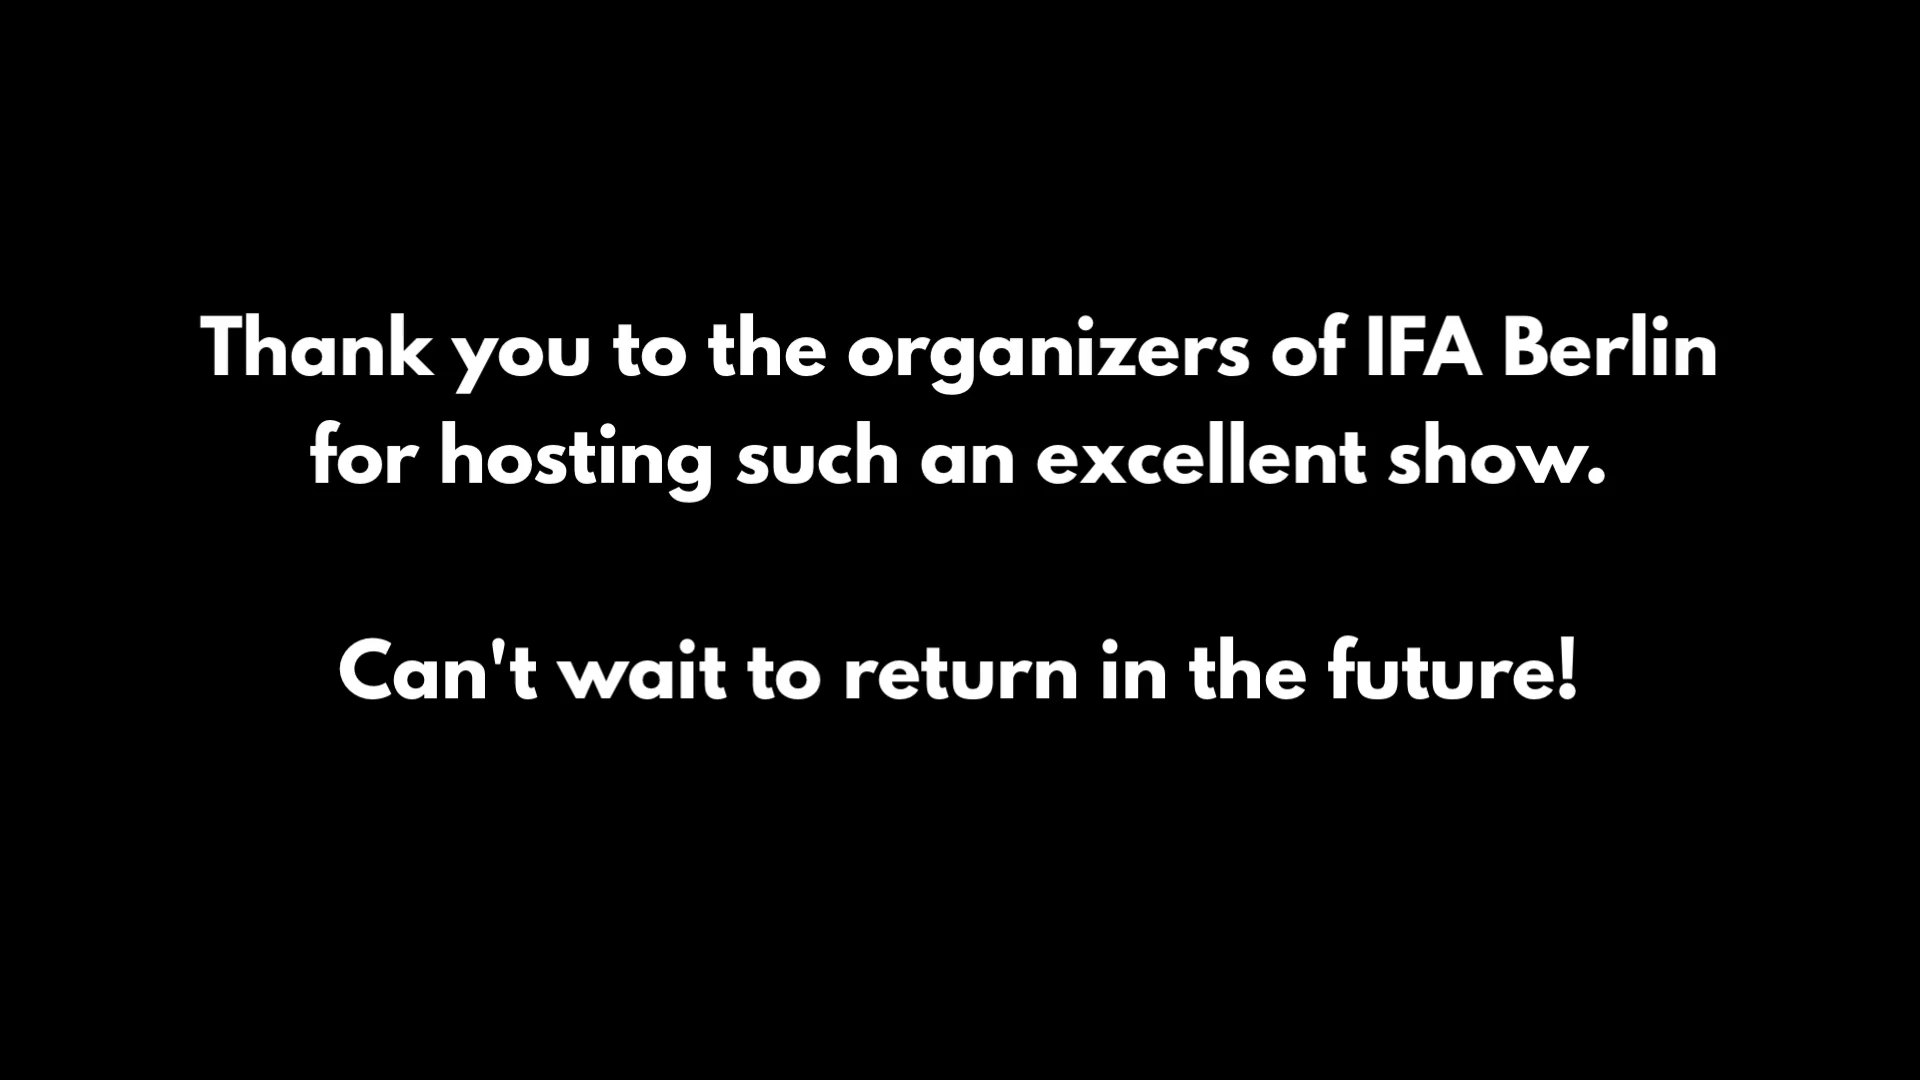 Thank you to the organizers of IFA Berlin
for hosting such an excellent show.
Can't wait to return in the future!